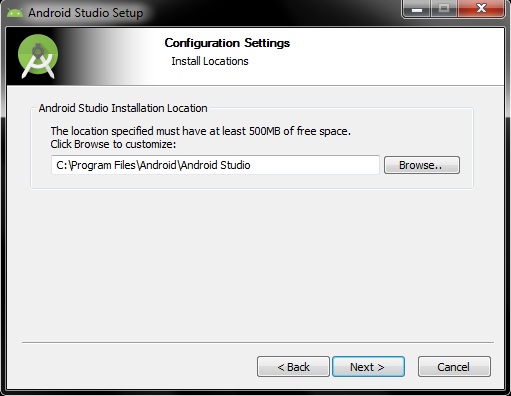 Android Studio Setup
Configuration Settings
Install Locations
Android Studio Installation Location
The location specified must have at least 500MB of free space.
Click Browse to customize:
C:\Program Files\Android\Android Studio
Browse..
< Back
Next >
Cancel